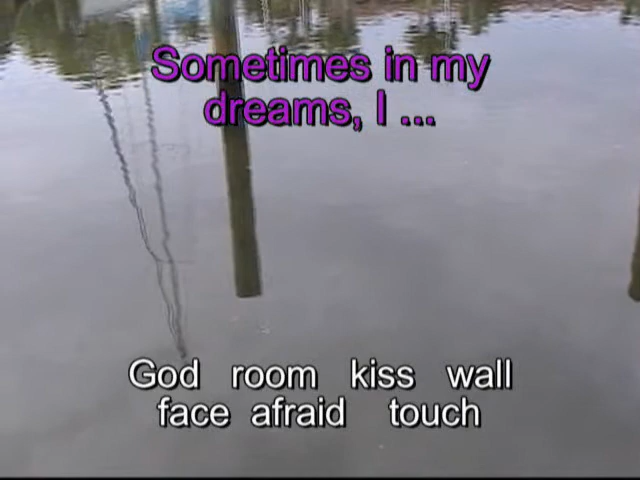 Sometimes in my
dreams, I ...
God room kiss wall
face afraid touch